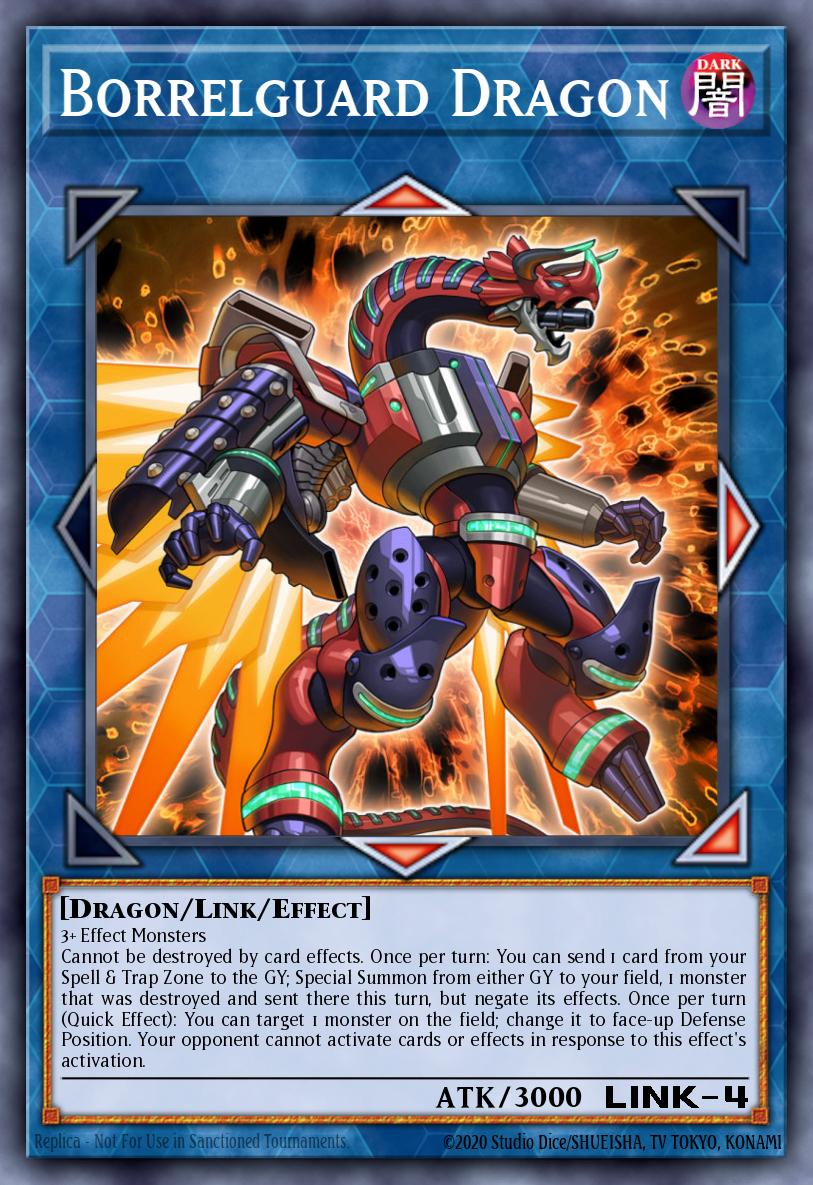 Borrelguard Dragon
DARK
闇
[Dragon/Link/Effect]
3+ Effect Monsters
Cannot be destroyed by card effects. Once per turn: You can send 1 card from your
Spell & Trap Zone to the GY; Special Summon from either GY to your field, 1 monster
that was destroyed and sent there this turn, but negate its effects. Once per turn
(Quick Effect): You can target 1 monster on the field; change it to face-up Defense
Position. Your opponent cannot activate cards or effects in response to this effect's
activation.
ATK/3000 LINK-4
Replica - Not For Use in Sanctioned Tournaments. ©2020 Studio Dice/SHUEISHA, TV TOKYO, KONAMI